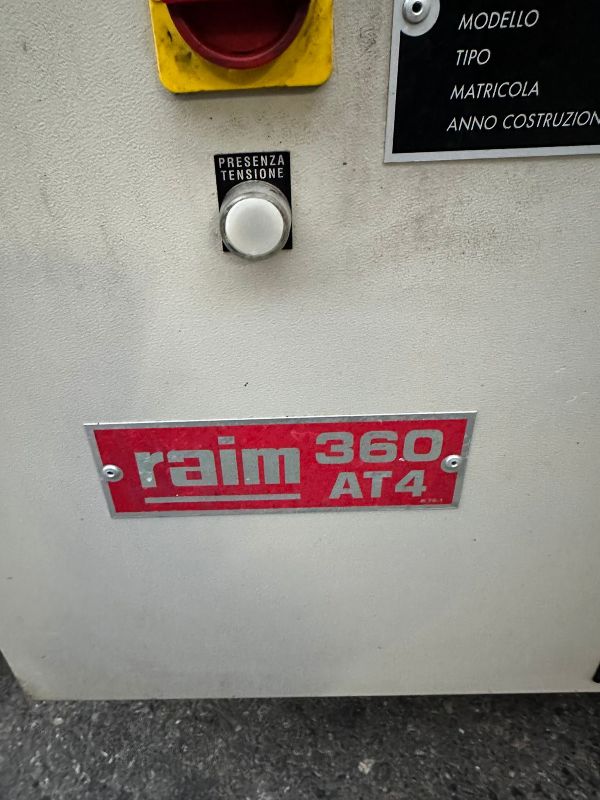 MODELLO
TIPO
MATRICOLA
ANNO COSTRUZION
PRESENZA
TENSIONE
raim 360
AT4